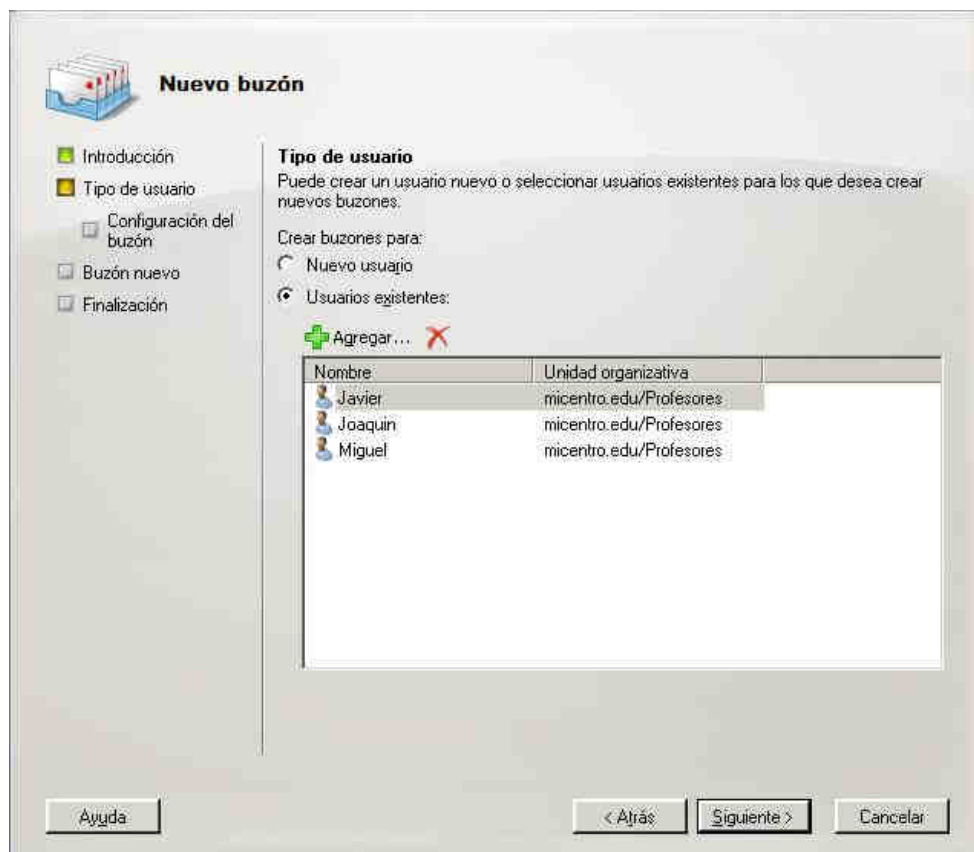 Nuevo buzón
Introducción
Tipo de usuario
Configuración del
buzón
Buzón nuevo
Finalización
Tipo de usuario
Puede crear un usuario nuevo o seleccionar usuarios existentes para los que desea crear
nuevos buzones.
Crear buzones para:
Nuevo usuario
Usuarios existentes:
Agregar...
Nombre Unidad organizativa
Javier micentro.edu/Profesores
Joaquin micentro.edu/Profesores
Miguel micentro.edu/Profesores
Ayuda
< Atrás
Siguiente >
Cancelar